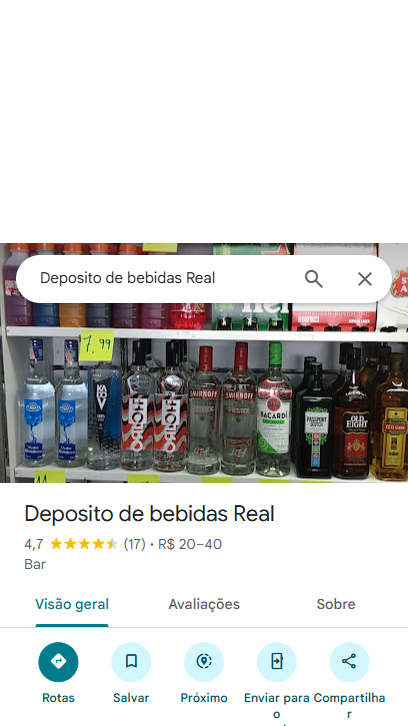 Deposito de bebidas Real
7,99
SMIRNOFF
BACARDÍ
PASSPORT
SCOTCH
OLD
EIGHT
Deposito de bebidas Real
4,7 (17) • R$ 20–40
Bar
Visão geral Avaliações Sobre
Rotas Salvar Próximo Enviar para o Compartilhar